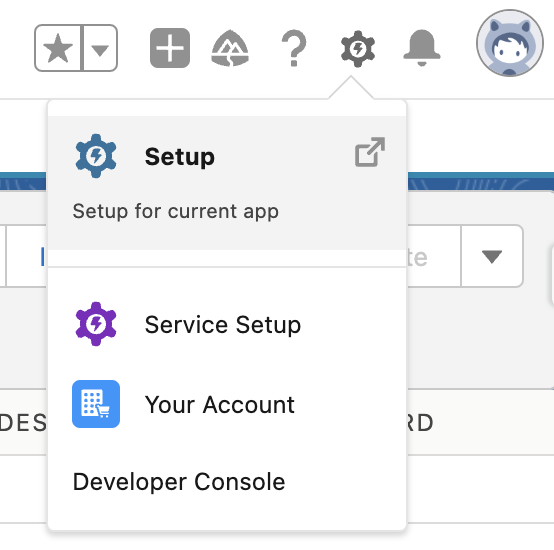 Setup
Setup for current app
te
Service Setup
Your Account
DES
RD
Developer Console